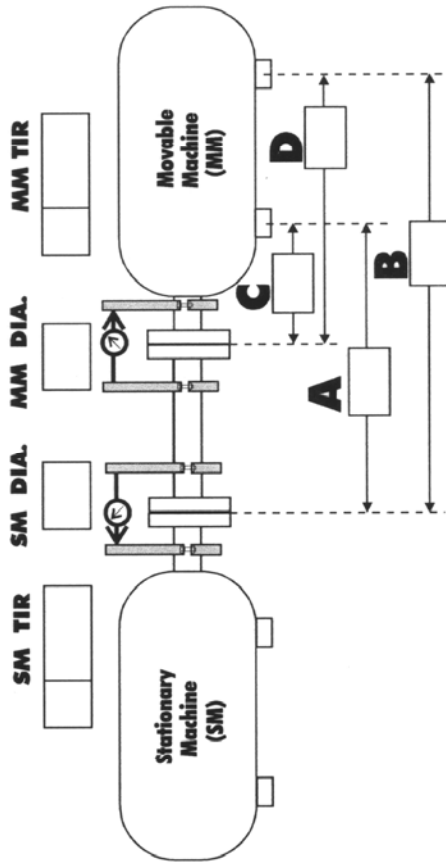 SM TIR
SM DIA.
MM DIA.
MM TIR
Stationary
Machine
(SM)
Movable
Machine
(MM)
C
D
A
B